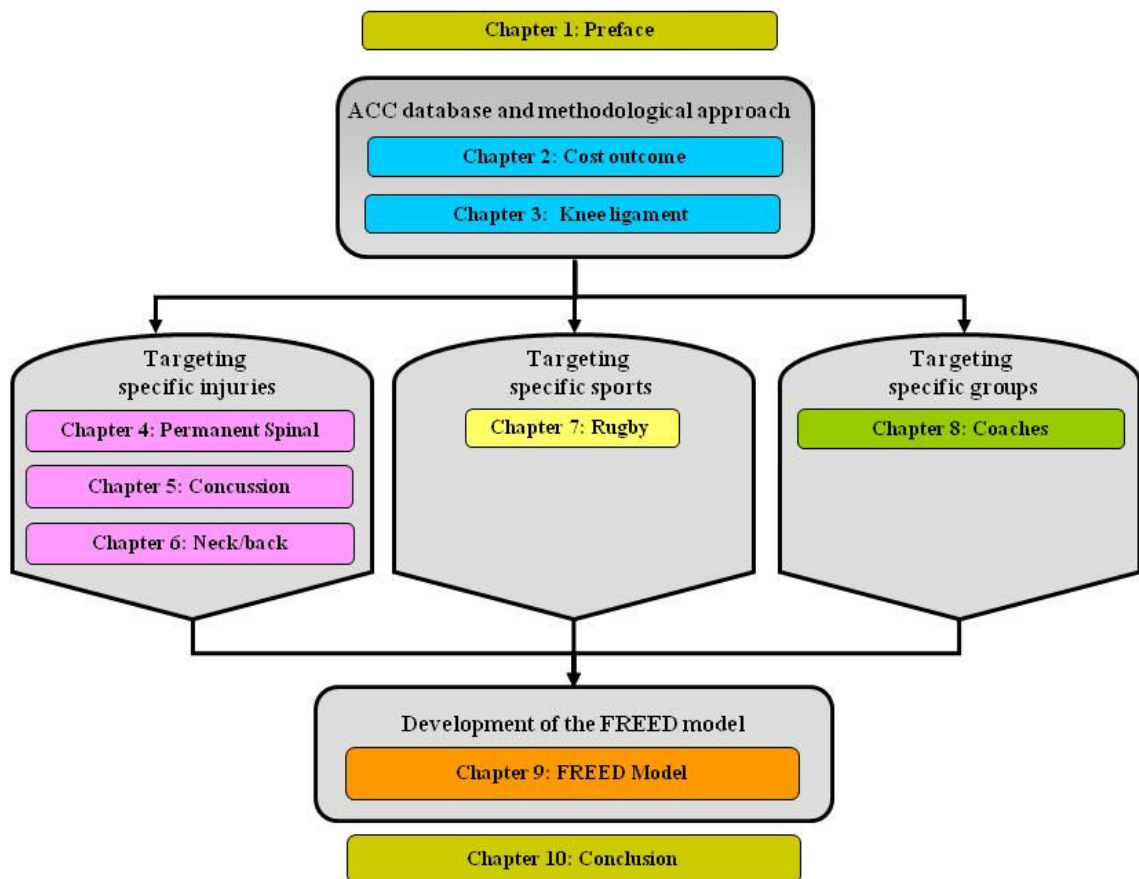 Chapter 1: Preface
ACC database and methodological approach
Chapter 2: Cost outcome
Chapter 3: Knee ligament
Targeting
specific injuries
Chapter 4: Permanent Spinal
Chapter 5: Concussion
Chapter 6: Neck/back
Targeting
specific sports
Chapter 7: Rugby
Targeting
specific groups
Chapter 8: Coaches
Development of the FREED model
Chapter 9: FREED Model
Chapter 10: Conclusion